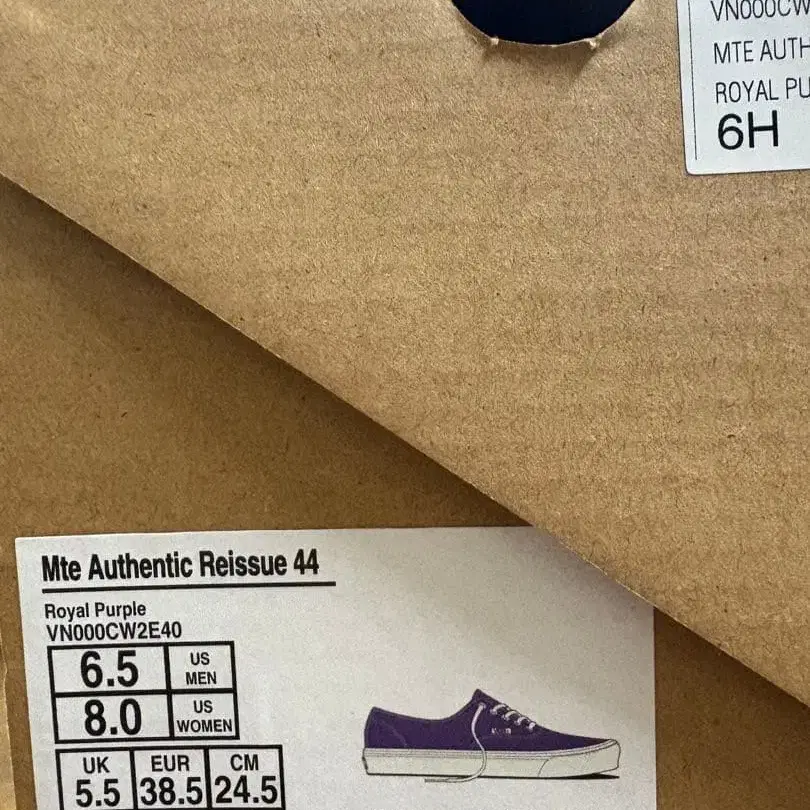 VN000CW
MTE AUTH
ROYAL PU
6H
Mte Authentic Reissue 44
Royal Purple
VN000CW2E40
6.5 US MEN
8.0 US WOMEN
UK EUR CM
5.5 38.5 24.5